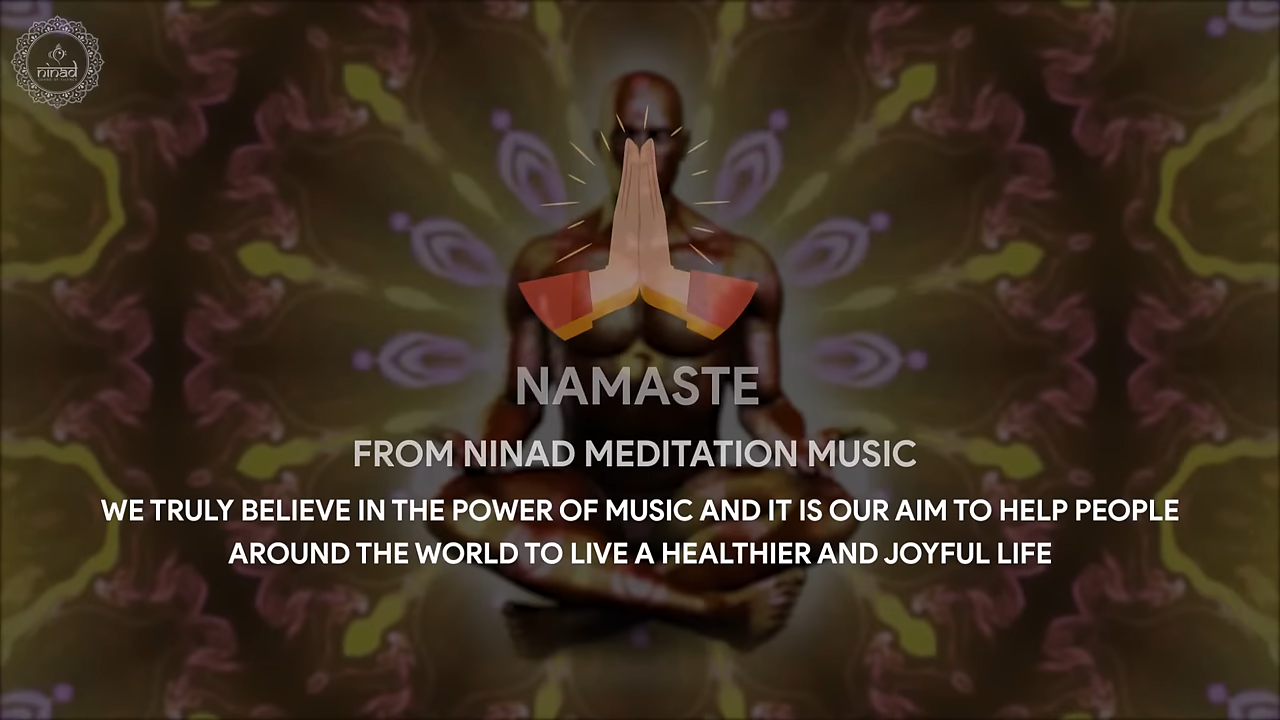 ninad
NAMASTE
FROM NINAD MEDITATION MUSIC
WE TRULY BELIEVE IN THE POWER OF MUSIC AND IT IS OUR AIM TO HELP PEOPLE
AROUND THE WORLD TO LIVE A HEALTHIER AND JOYFUL LIFE